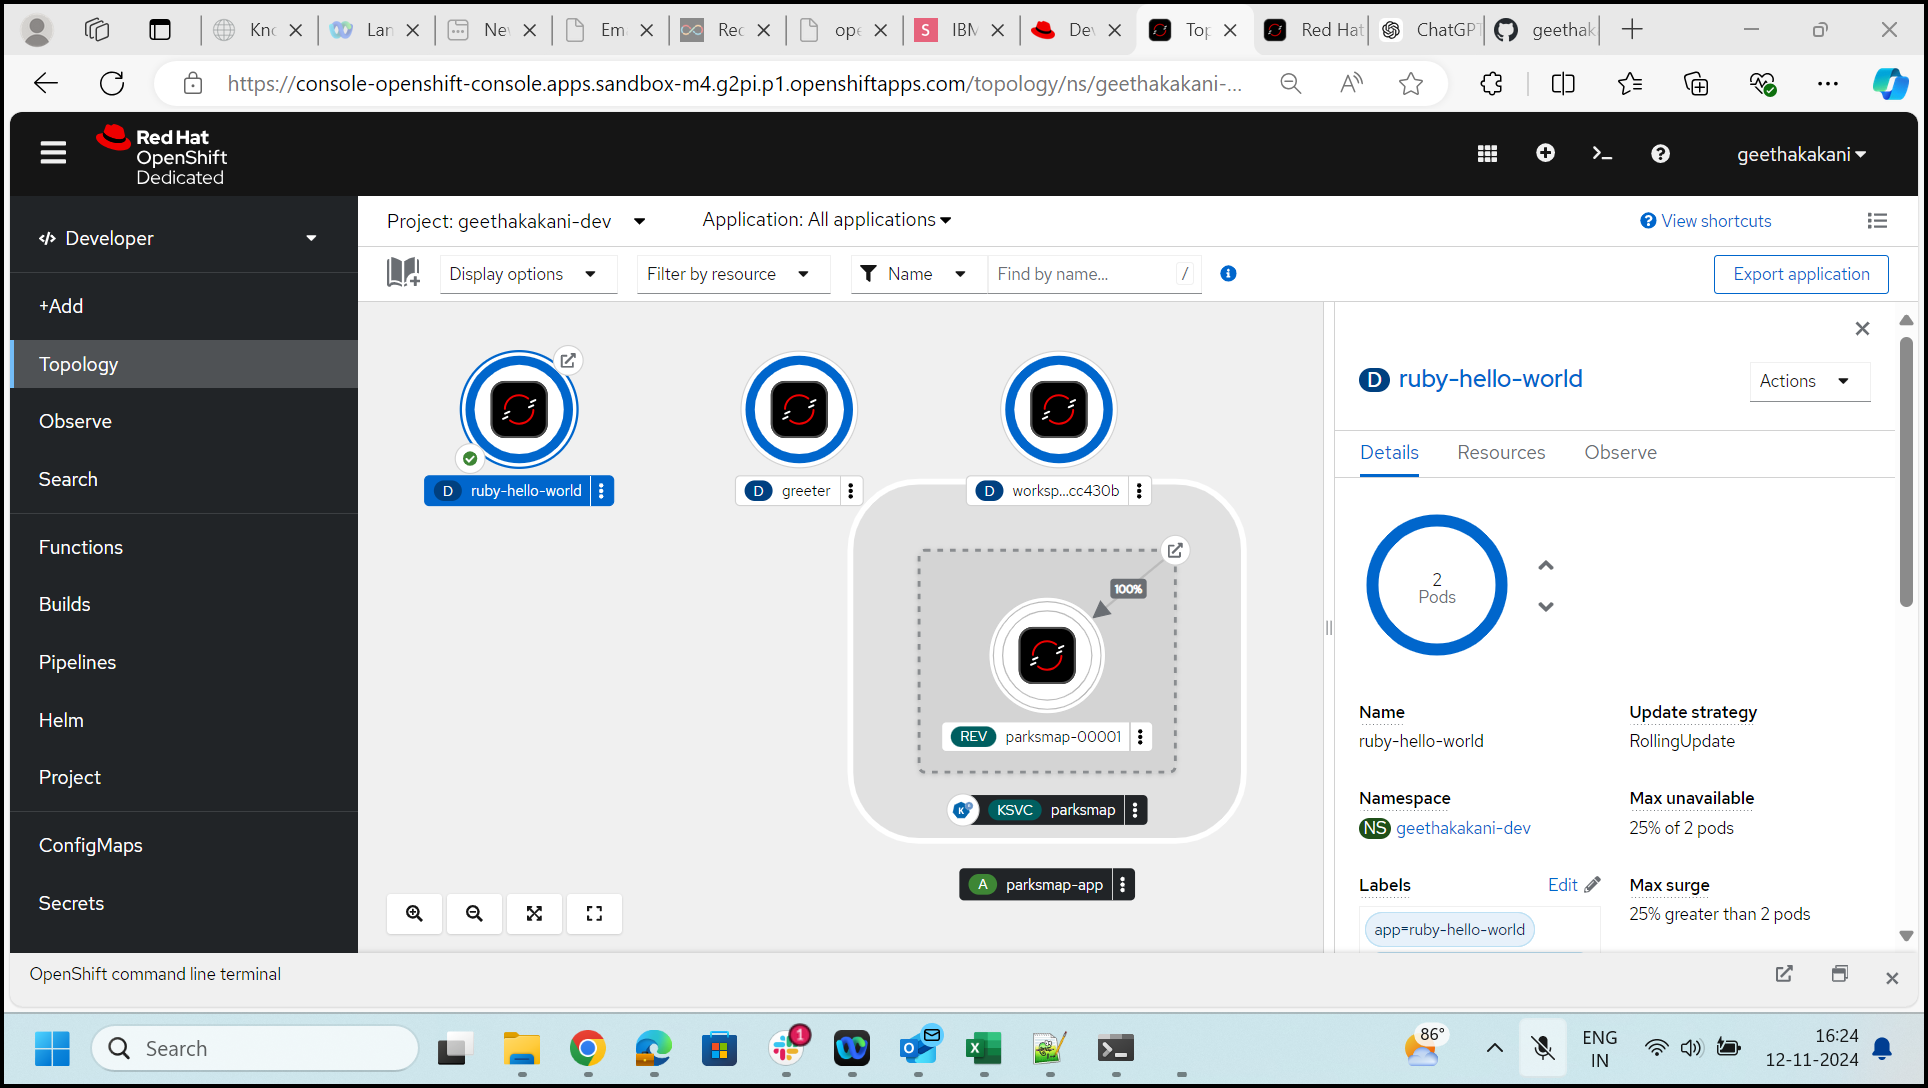 Knc
Lan
Nev
Em
Rec
ope
IBM
Dev
Top
Red Hat
ChatGPT
geethak
https://console-openshift-console.apps.sandbox-m4.g2pi.p1.openshiftapps.com/topology/ns/geethakakani-...
Red Hat
OpenShift
Dedicated
geethakakani
Developer
+Add
Topology
Observe
Search
Functions
Builds
Pipelines
Helm
Project
ConfigMaps
Secrets
Project: geethakakani-dev
Application: All applications
View shortcuts
Display options
Filter by resource
Name
Find by name...
/
Export application
D ruby-hello-world
D greeter
D worksp...cc430b
100%
REV parksmap-00001
KSVC parksmap
A parksmap-app
D ruby-hello-world
Actions
Details
Resources
Observe
2
Pods
Name
ruby-hello-world
Update strategy
RollingUpdate
Namespace
NS geethakakani-dev
Max unavailable
25% of 2 pods
Labels
Edit
app=ruby-hello-world
Max surge
25% greater than 2 pods
OpenShift command line terminal
Search
1
86°
ENG
IN
16:24
12-11-2024